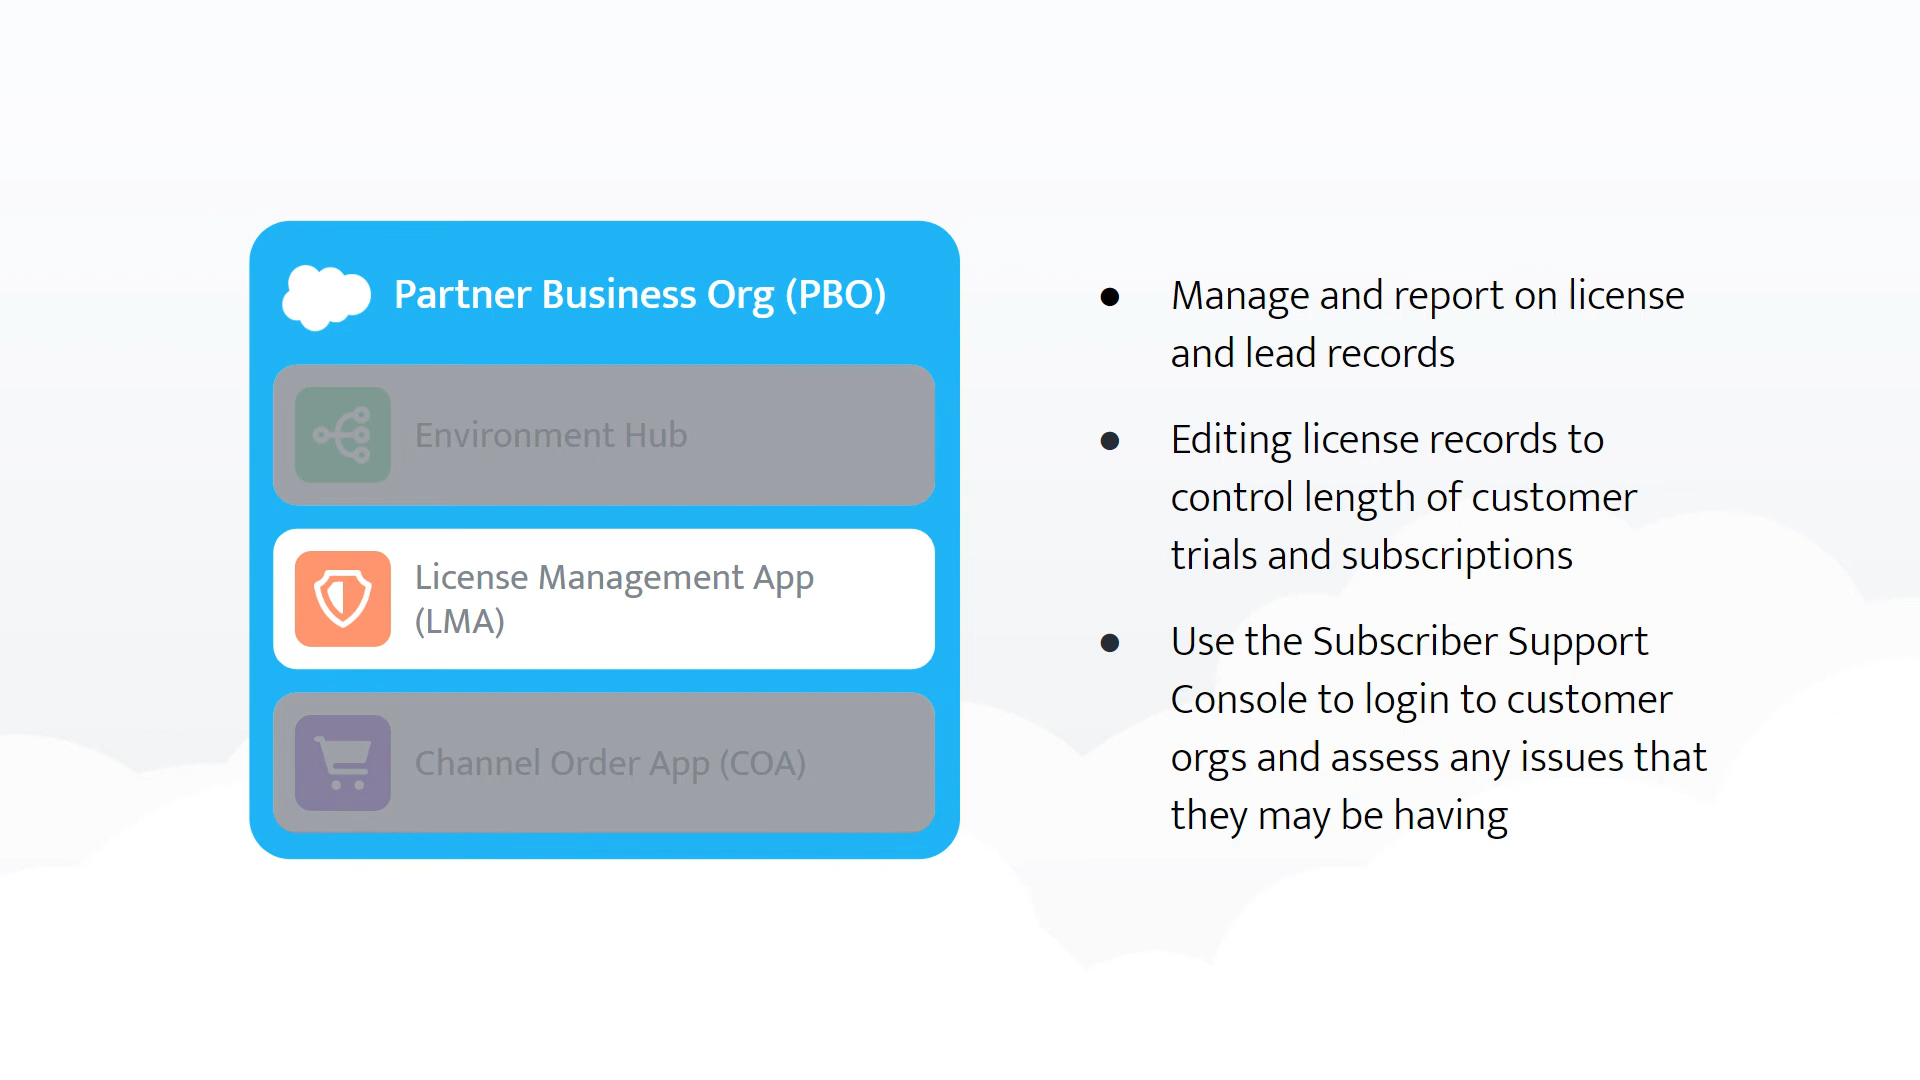 Partner Business Org (PBO)
Environment Hub
License Management App
(LMA)
Channel Order App (COA)
● Manage and report on license
and lead records
● Editing license records to
control length of customer
trials and subscriptions
● Use the Subscriber Support
Console to login to customer
orgs and assess any issues that
they may be having